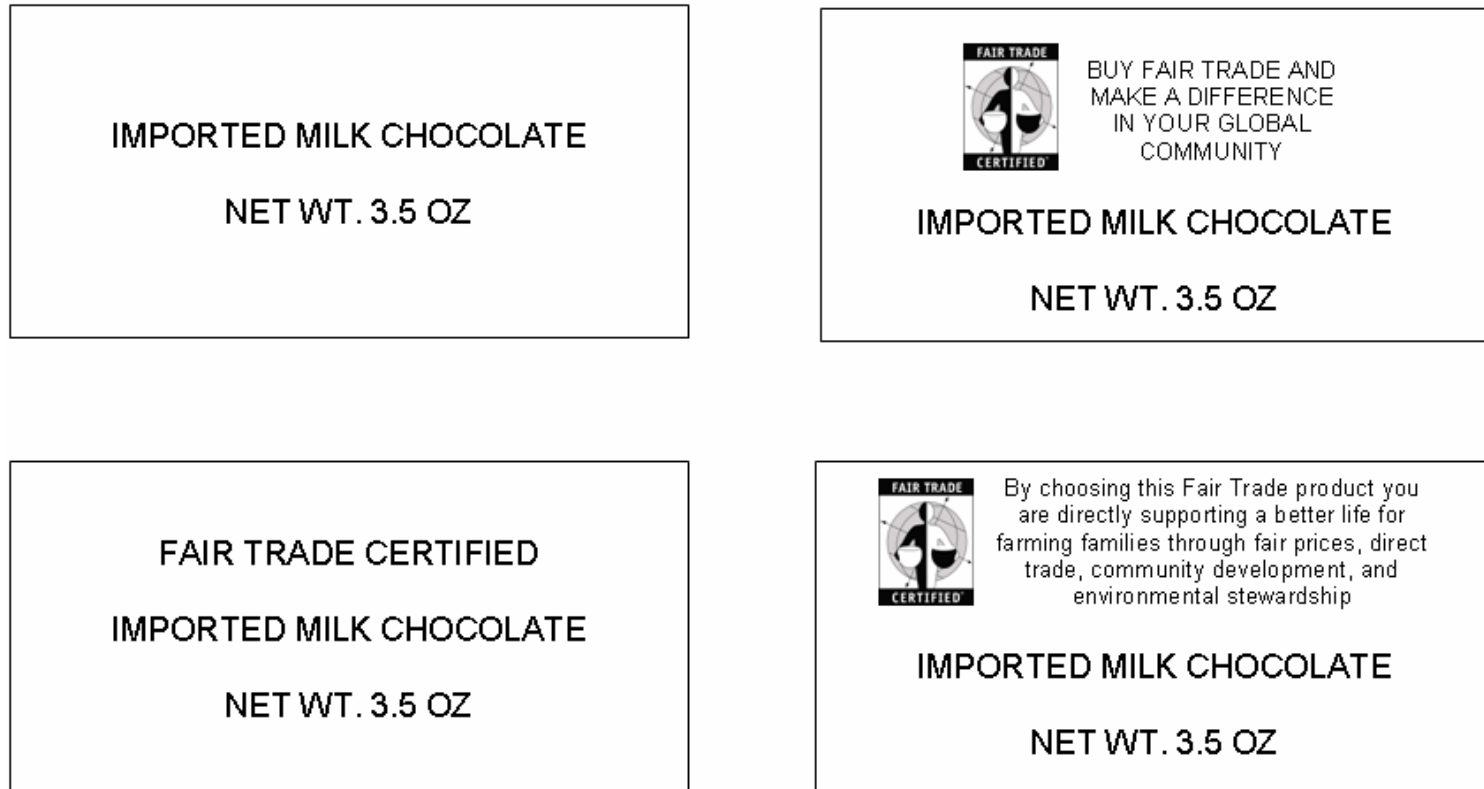 IMPORTED MILK CHOCOLATE
NET WT. 3.5 OZ
FAIR TRADE
CERTIFIED
BUY FAIR TRADE AND
MAKE A DIFFERENCE
IN YOUR GLOBAL
COMMUNITY
IMPORTED MILK CHOCOLATE
NET WT. 3.5 OZ
FAIR TRADE CERTIFIED
IMPORTED MILK CHOCOLATE
NET WT. 3.5 OZ
FAIR TRADE
CERTIFIED
By choosing this Fair Trade product you
are directly supporting a better life for
farming families through fair prices, direct
trade, community development, and
environmental stewardship
IMPORTED MILK CHOCOLATE
NET WT. 3.5 OZ